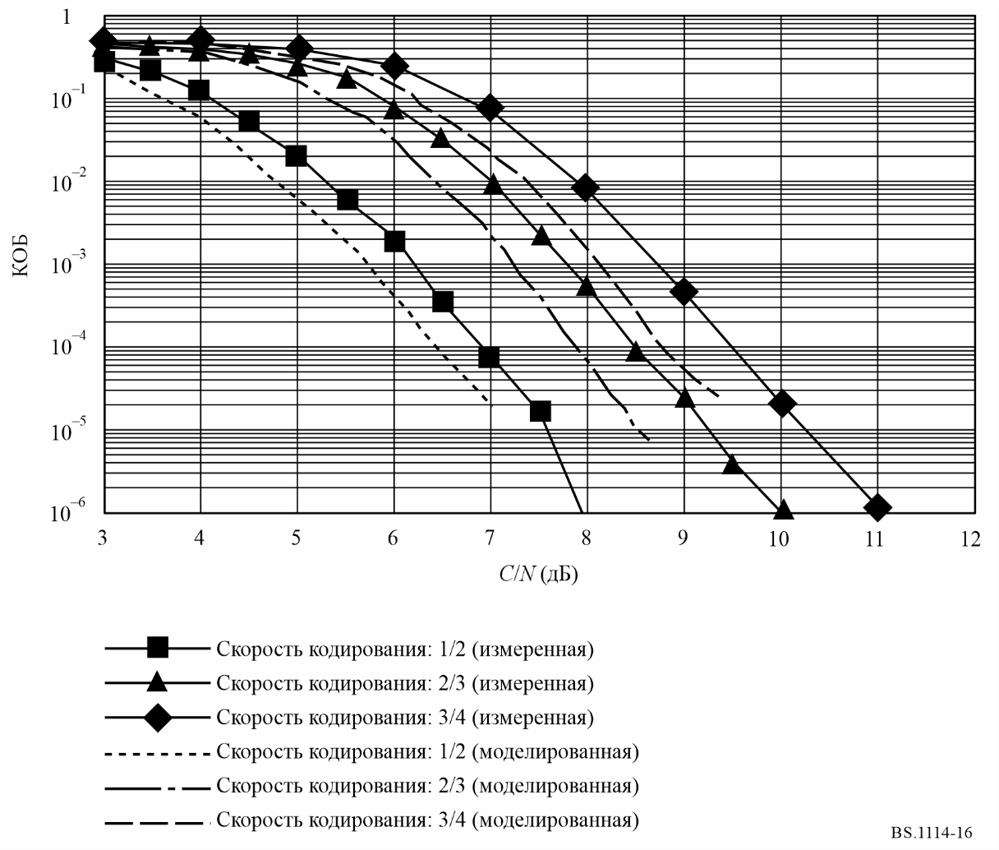 1
10⁻¹
10⁻²
10⁻³
10⁻⁴
10⁻⁵
10⁻⁶
КОБ
3 4 5 6 7 8 9 10 11 12
C/N (дБ)
Скорость кодирования: 1/2 (измеренная)
Скорость кодирования: 2/3 (измеренная)
Скорость кодирования: 3/4 (измеренная)
Скорость кодирования: 1/2 (моделированная)
Скорость кодирования: 2/3 (моделированная)
Скорость кодирования: 3/4 (моделированная)
BS.1114-16